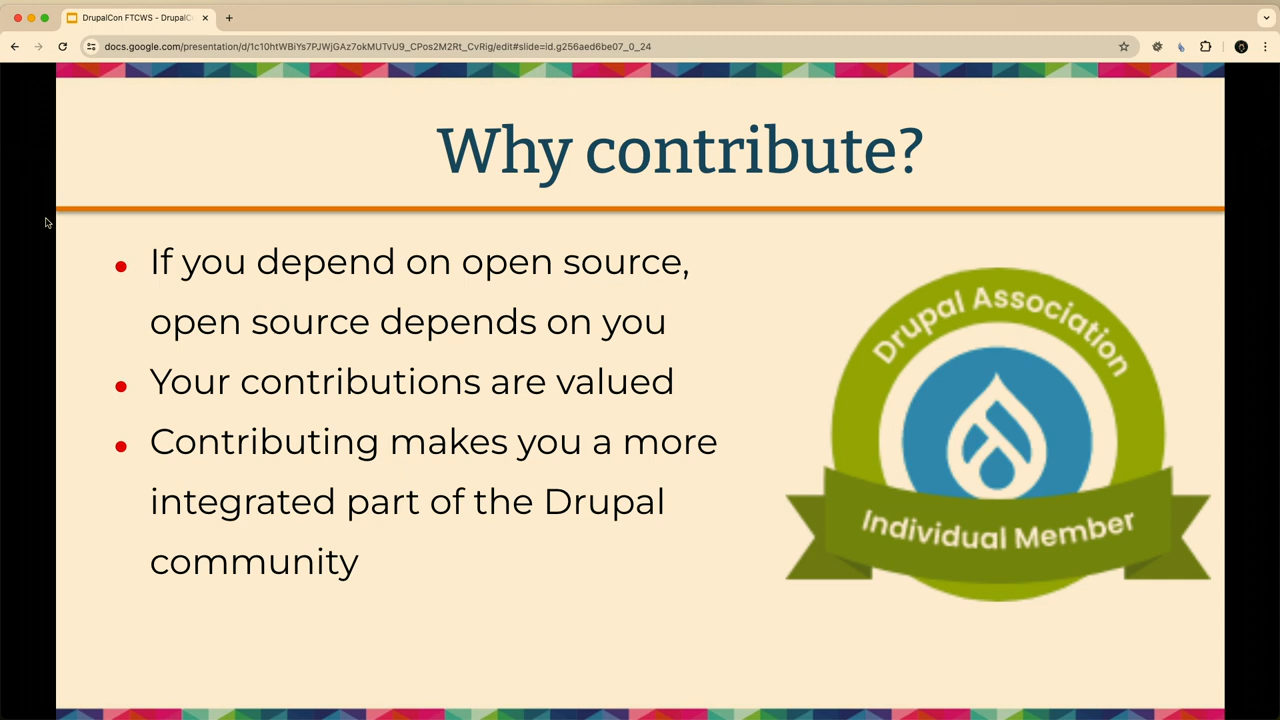 DrupalCon FTCWS - DrupalC
docs.google.com/presentation/d/1c10htWBiYs7PJWjGAz7okMUTvU9_CPos2M2Rt_CvRig/edit#slide=id.g256aed6be07_0_24
Why contribute?
If you depend on open source,
open source depends on you
Your contributions are valued
Contributing makes you a more
integrated part of the Drupal
community
Drupal Association
Individual Member